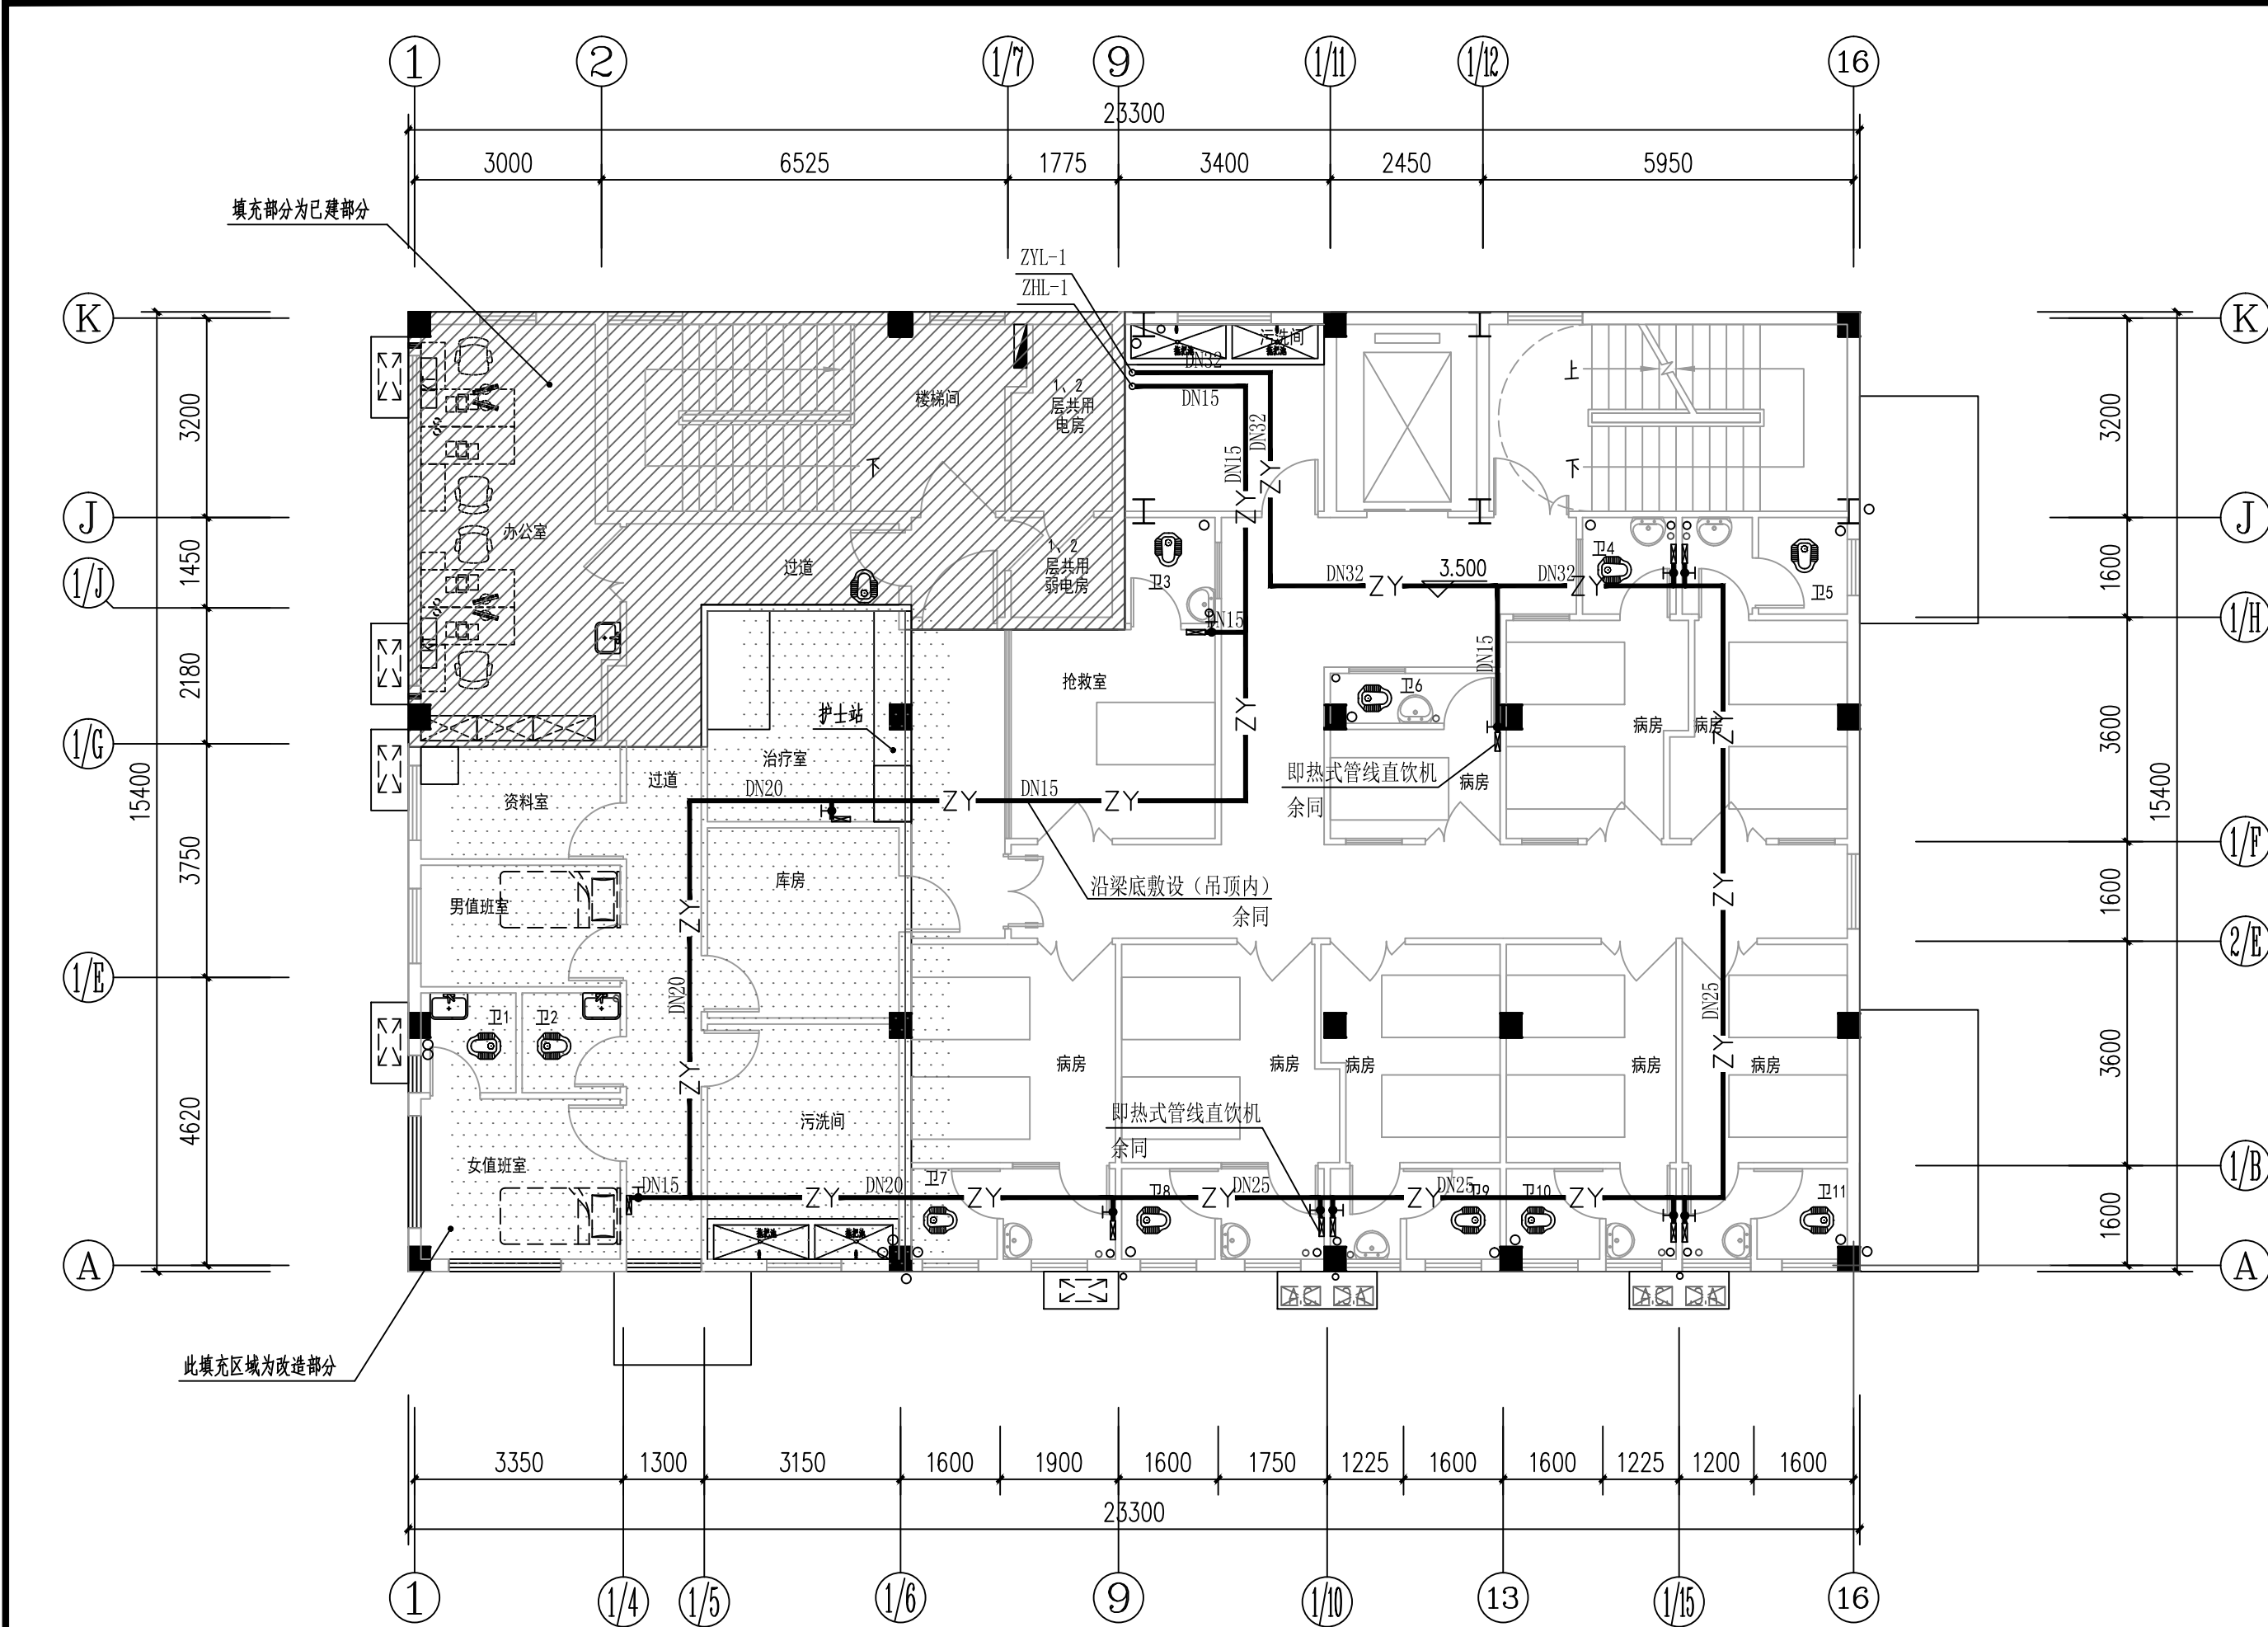 1 2 1/7 9 1/11 1/12 16
23300
3000 6525 1775 3400 2450 5950
填充部分为已建部分
ZYL-1
ZHL-1
K K
污洗间
拖把池 拖把池
DN32
DN15
1、2
层共用
电房
楼梯间
上
下
下
3200 3200
DN32
DN15
ZY ZY
J J
办公室
过道
1、2
层共用
弱电房
卫3
卫4
卫5
1450
1600
1/J
DN32 ZY 3.500 DN32 ZY
1/H
DN15
DN15
2180
抢救室
卫6
护士站
ZY
病房 病房
ZY
3600
1/G
治疗室
过道
即热式管线直饮机
余同
病房
15400 15400
资料室
DN20 ZY DN15 ZY
1/F
3750
库房
沿梁底敷设（吊顶内）
余同
男值班室
ZY
1600
2/E
1/E
DN20
DN25
卫1 卫2
ZY
ZY
3600
病房 病房 病房 病房 病房
4620
污洗间
即热式管线直饮机
余同
女值班室
1/B
DN15 ZY DN20 ZY ZY DN25 ZY DN25 ZY
卫7 卫8 卫9 卫10 卫11
1600
拖把池 拖把池
A A
A.C A.C A.C A.C
此填充区域为改造部分
3350 1300 3150 1600 1900 1600 1750 1225 1600 1600 1225 1200 1600
23300
1 1/4 1/5 1/6 9 1/10 13 1/15 16